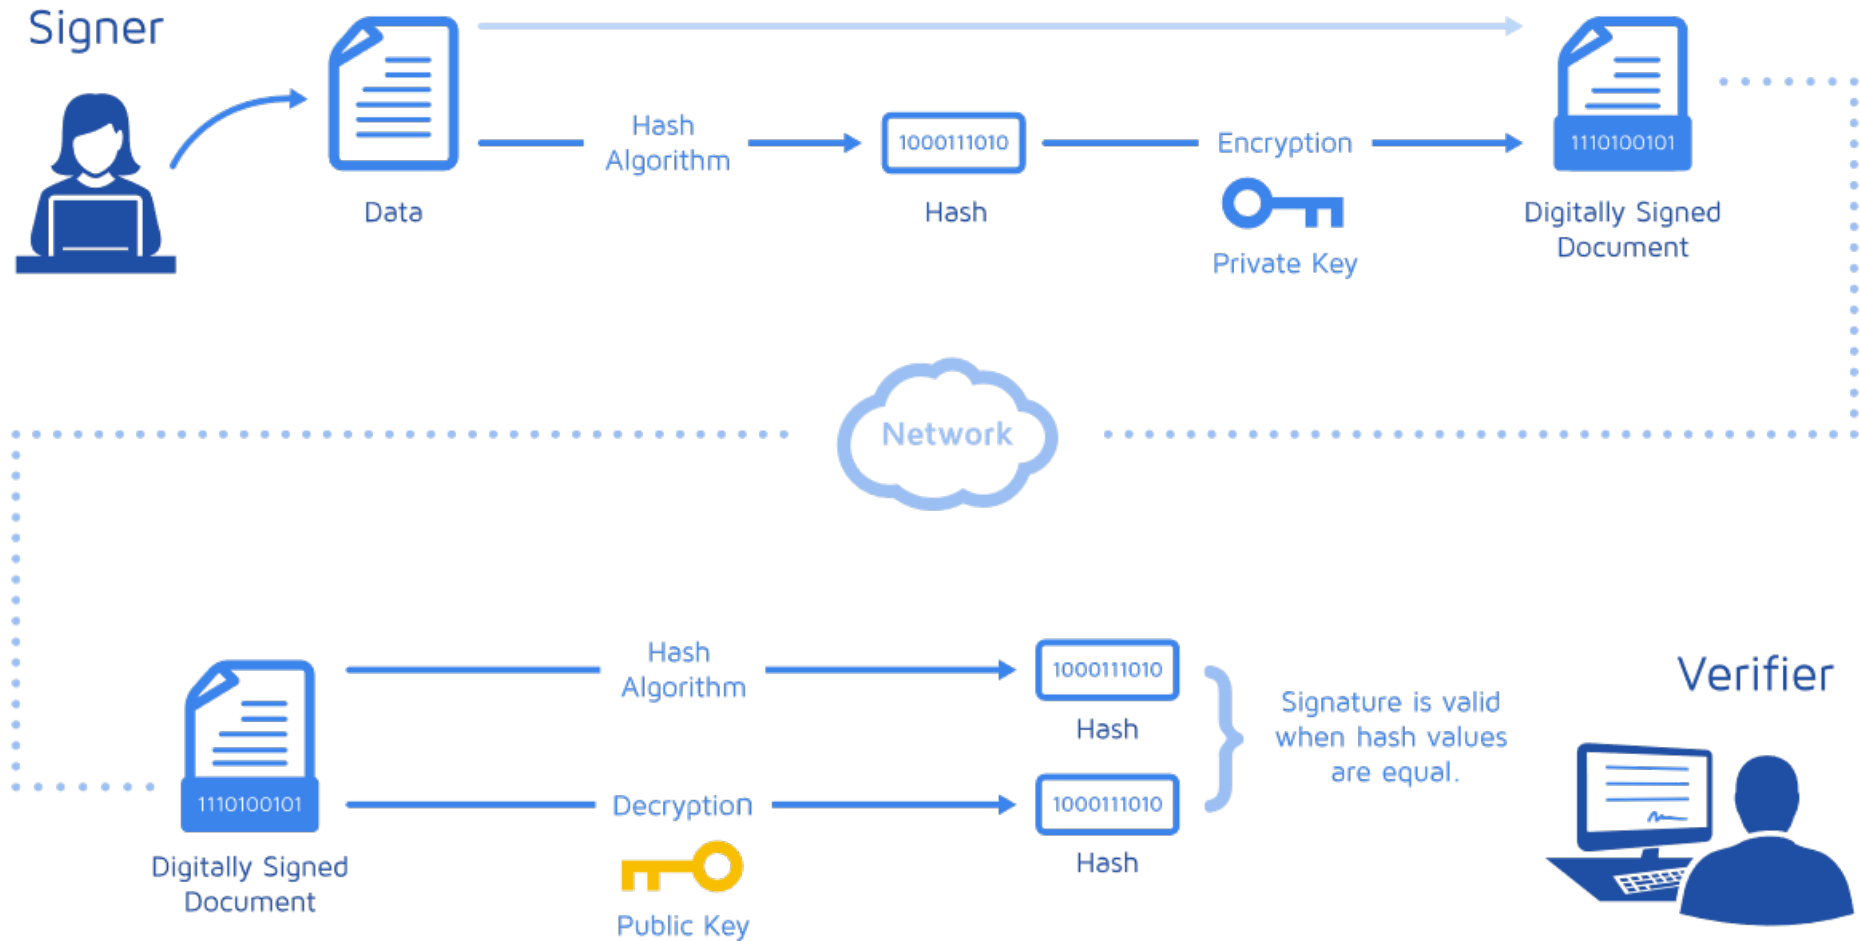 Signer
Hash
Algorithm
1000111010
Encryption
1110100101
Data
Hash
Private Key
Digitally Signed
Document
Network
Hash
Algorithm
1000111010
Hash
1110100101
Decryption
1000111010
Hash
Digitally Signed
Document
Public Key
Signature is valid
when hash values
are equal.
Verifier